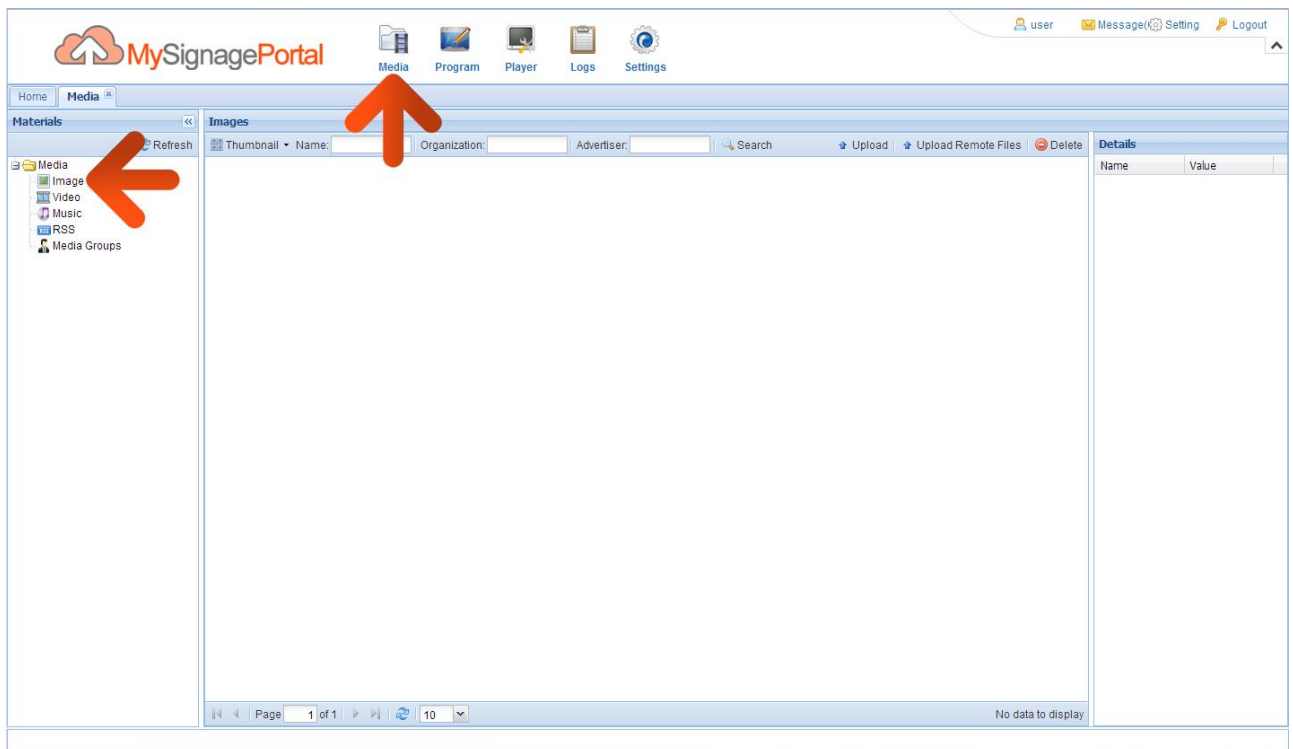 user Message( Setting Logout
MySignagePortal
Media Program Player Logs Settings
Home Media
Materials Images
Refresh Thumbnail Name: Organization: Advertiser: Search Upload Upload Remote Files Delete Details
Media Name Value
Image
Video
Music
RSS
Media Groups
Page 1 of 1 10 No data to display